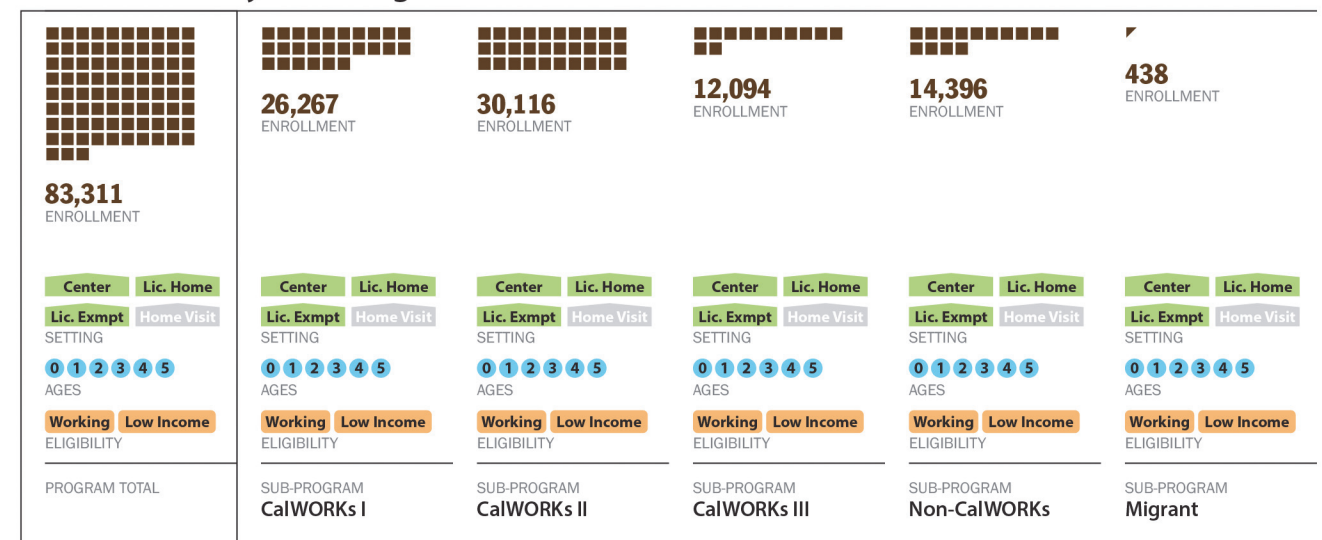 83,311
ENROLLMENT
Center Lic. Home
Lic. Exmpt Home Visit
SETTING
0 1 2 3 4 5
AGES
Working Low Income
ELIGIBILITY
PROGRAM TOTAL
26,267
ENROLLMENT
Center Lic. Home
Lic. Exmpt Home Visit
SETTING
0 1 2 3 4 5
AGES
Working Low Income
ELIGIBILITY
SUB-PROGRAM
CalWORKs I
30,116
ENROLLMENT
Center Lic. Home
Lic. Exmpt Home Visit
SETTING
0 1 2 3 4 5
AGES
Working Low Income
ELIGIBILITY
SUB-PROGRAM
CalWORKs II
12,094
ENROLLMENT
Center Lic. Home
Lic. Exmpt Home Visit
SETTING
0 1 2 3 4 5
AGES
Working Low Income
ELIGIBILITY
SUB-PROGRAM
CalWORKs III
14,396
ENROLLMENT
Center Lic. Home
Lic. Exmpt Home Visit
SETTING
0 1 2 3 4 5
AGES
Working Low Income
ELIGIBILITY
SUB-PROGRAM
Non-CalWORKs
438
ENROLLMENT
Center Lic. Home
Lic. Exmpt Home Visit
SETTING
0 1 2 3 4 5
AGES
Working Low Income
ELIGIBILITY
SUB-PROGRAM
Migrant